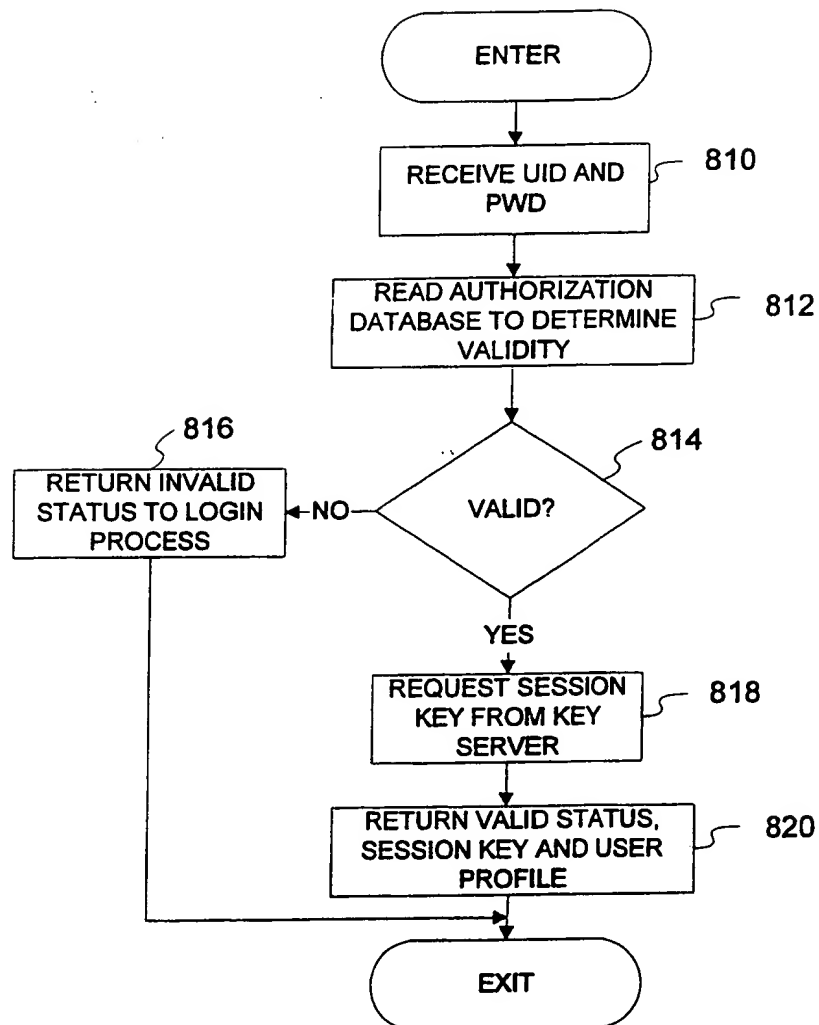 ENTER
RECEIVE UID AND
PWD
810
READ AUTHORIZATION
DATABASE TO DETERMINE
VALIDITY
812
816
814
RETURN INVALID
STATUS TO LOGIN
PROCESS
NO
VALID?
YES
REQUEST SESSION
KEY FROM KEY
SERVER
818
RETURN VALID STATUS,
SESSION KEY AND USER
PROFILE
820
EXIT